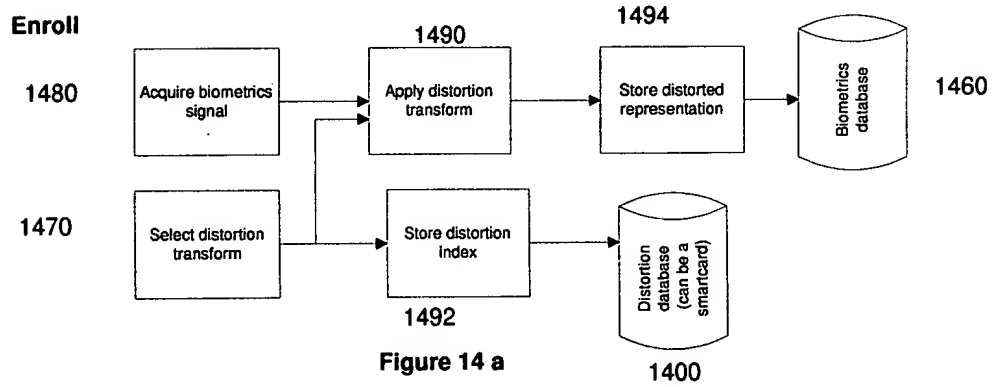 Enroll
1480
Acquire biometrics
signal
1490
Apply distortion
transform
1494
Store distorted
representation
Biometrics
database
1460
1470
Select distortion
transform
Store distortion
index
1492
Distortion
database
(can be a
smartcard)
1400
Figure 14 a